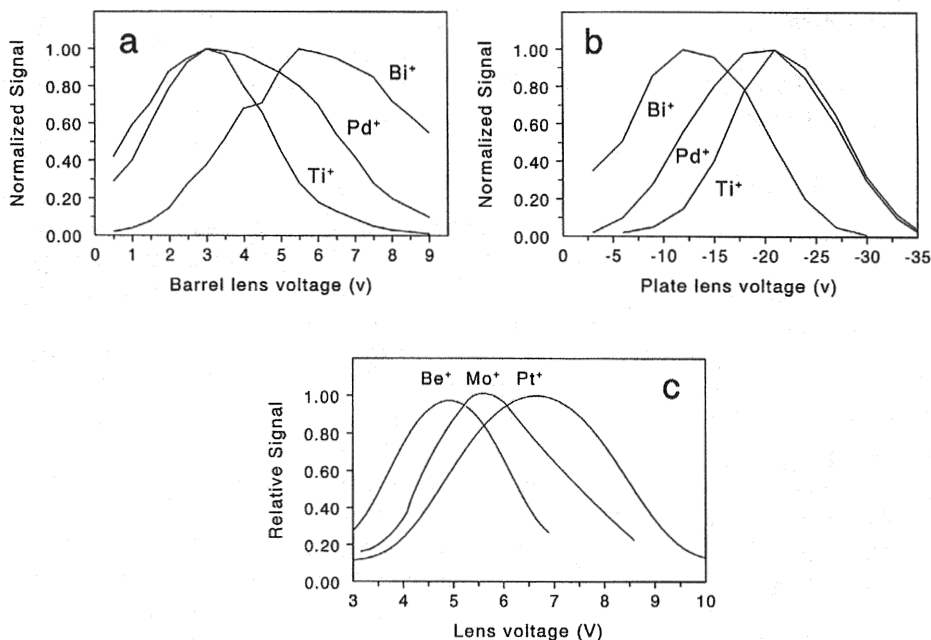 a
Normalized Signal
1.00
0.80
0.60
0.40
0.20
0.00
Bi⁺
Pd⁺
Ti⁺
0 1 2 3 4 5 6 7 8 9
Barrel lens voltage (v)
b
Normalized Signal
1.00
0.80
0.60
0.40
0.20
0.00
Bi⁺
Pd⁺
Ti⁺
0 -5 -10 -15 -20 -25 -30 -35
Plate lens voltage (v)
Be⁺ Mo⁺ Pt⁺
c
Relative Signal
1.00
0.80
0.60
0.40
0.20
0.00
3 4 5 6 7 8 9 10
Lens voltage (V)